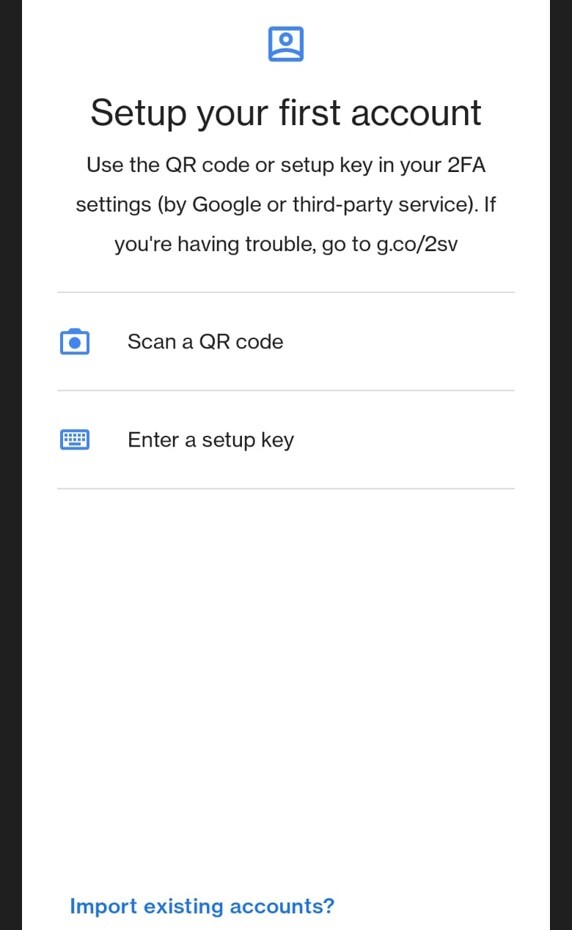 Setup your first account
Use the QR code or setup key in your 2FA
settings (by Google or third-party service). If
you're having trouble, go to g.co/2sv
Scan a QR code
Enter a setup key
Import existing accounts?